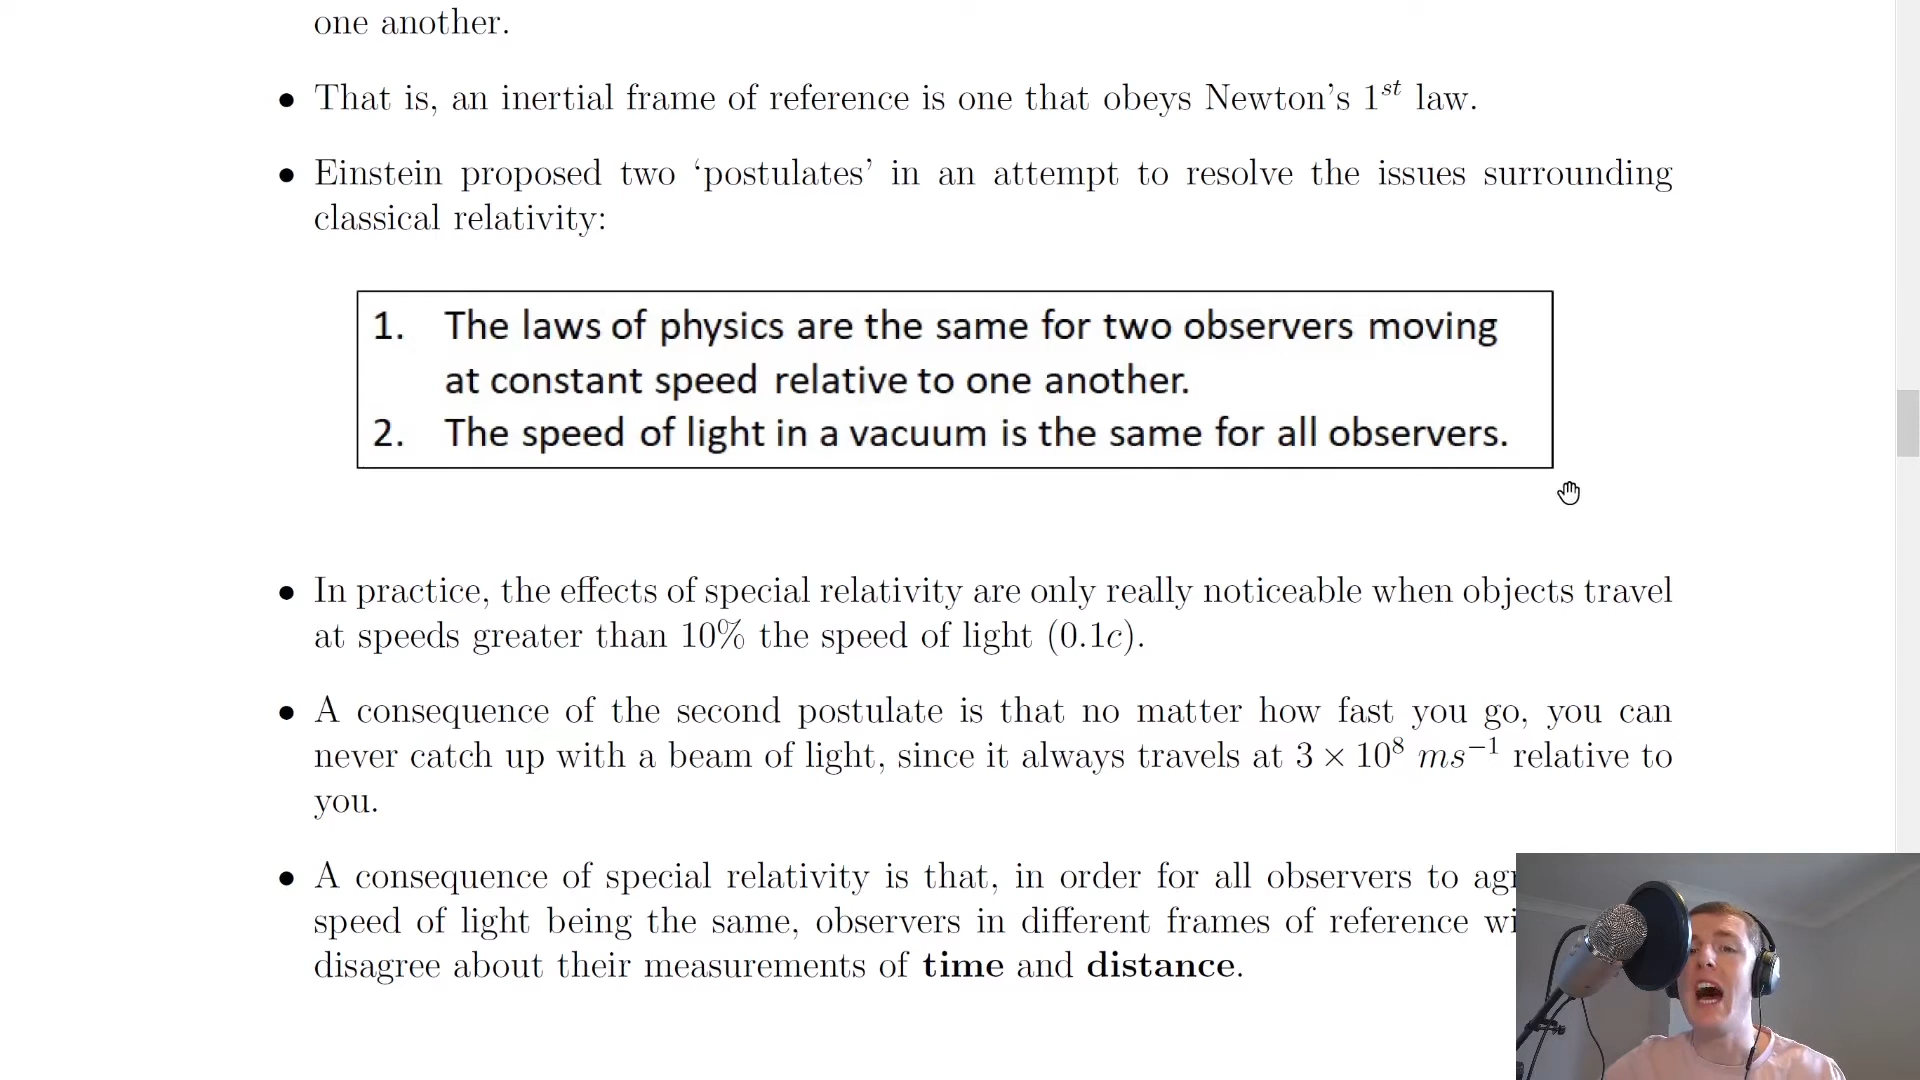 one another.
• That is, an inertial frame of reference is one that obeys Newton's 1st law.
• Einstein proposed two ‘postulates’ in an attempt to resolve the issues surrounding
classical relativity:
1. The laws of physics are the same for two observers moving
at constant speed relative to one another.
2. The speed of light in a vacuum is the same for all observers.
• In practice, the effects of special relativity are only really noticeable when objects travel
at speeds greater than 10% the speed of light (0.1c).
• A consequence of the second postulate is that no matter how fast you go, you can
never catch up with a beam of light, since it always travels at 3 × 10⁸ ms⁻¹ relative to
you.
• A consequence of special relativity is that, in order for all observers to
speed of light being the same, observers in different frames of reference
disagree about their measurements of time and distance.